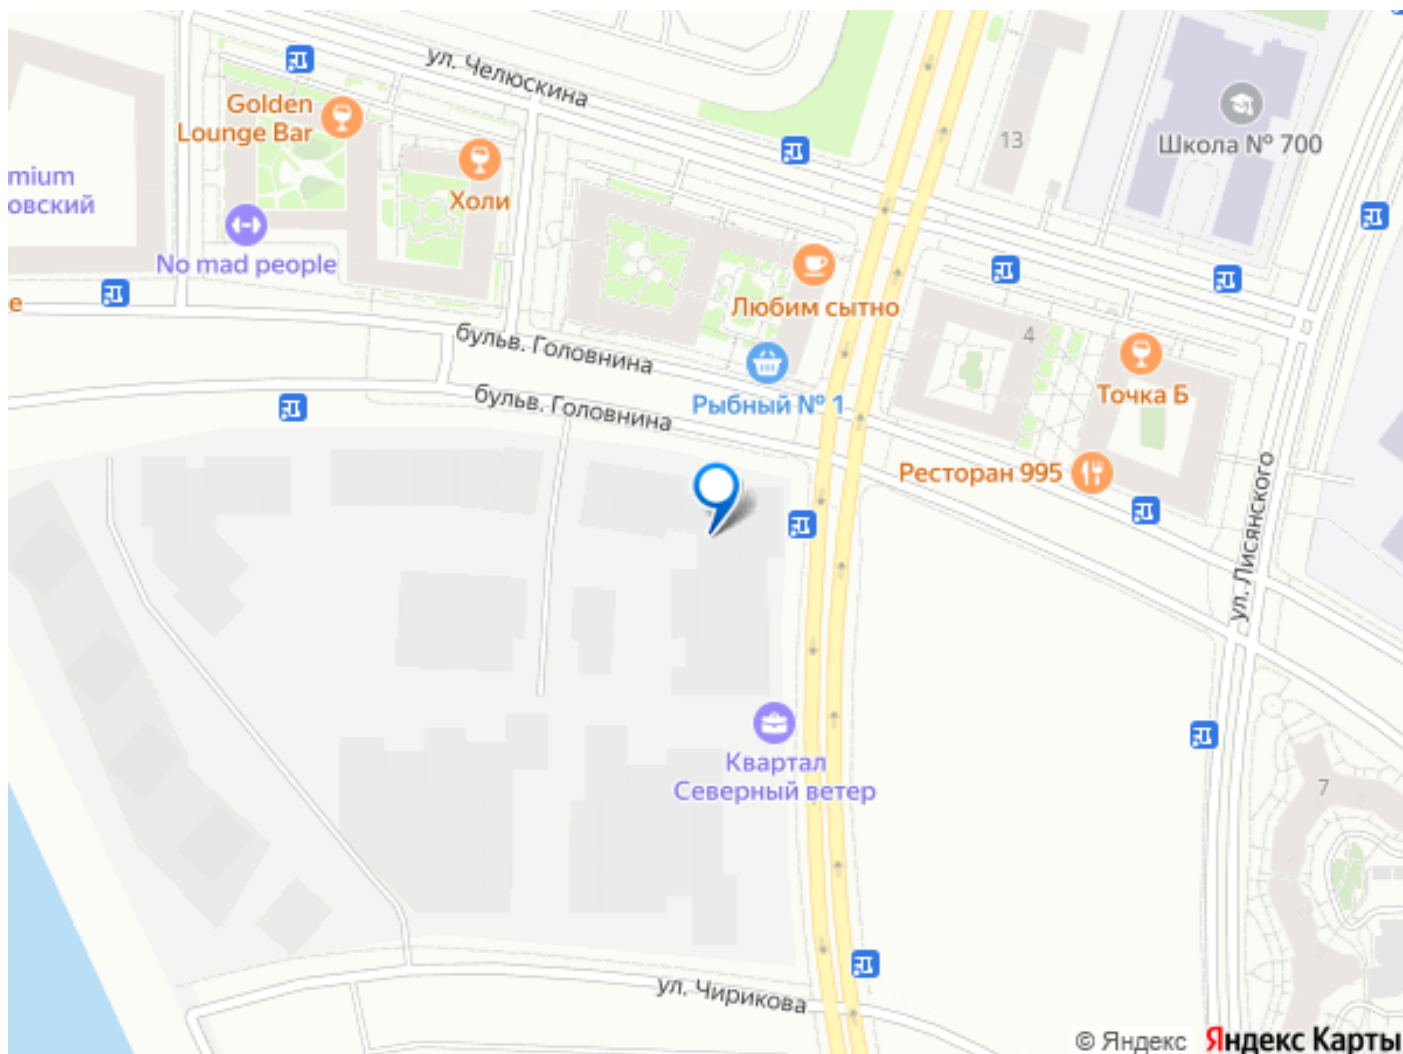 ул. Челюскина
Golden
Lounge Bar
Школа № 700
13
mium
овский
Холи
No mad people
е
Любим сытно
4
бульв. Головнина
Точка Б
бульв. Головнина
Рыбный № 1
Ресторан 995
ул. Лисянского
Квартал
Северный ветер
7
ул. Чирикова
© Яндекс
Яндекс Карты